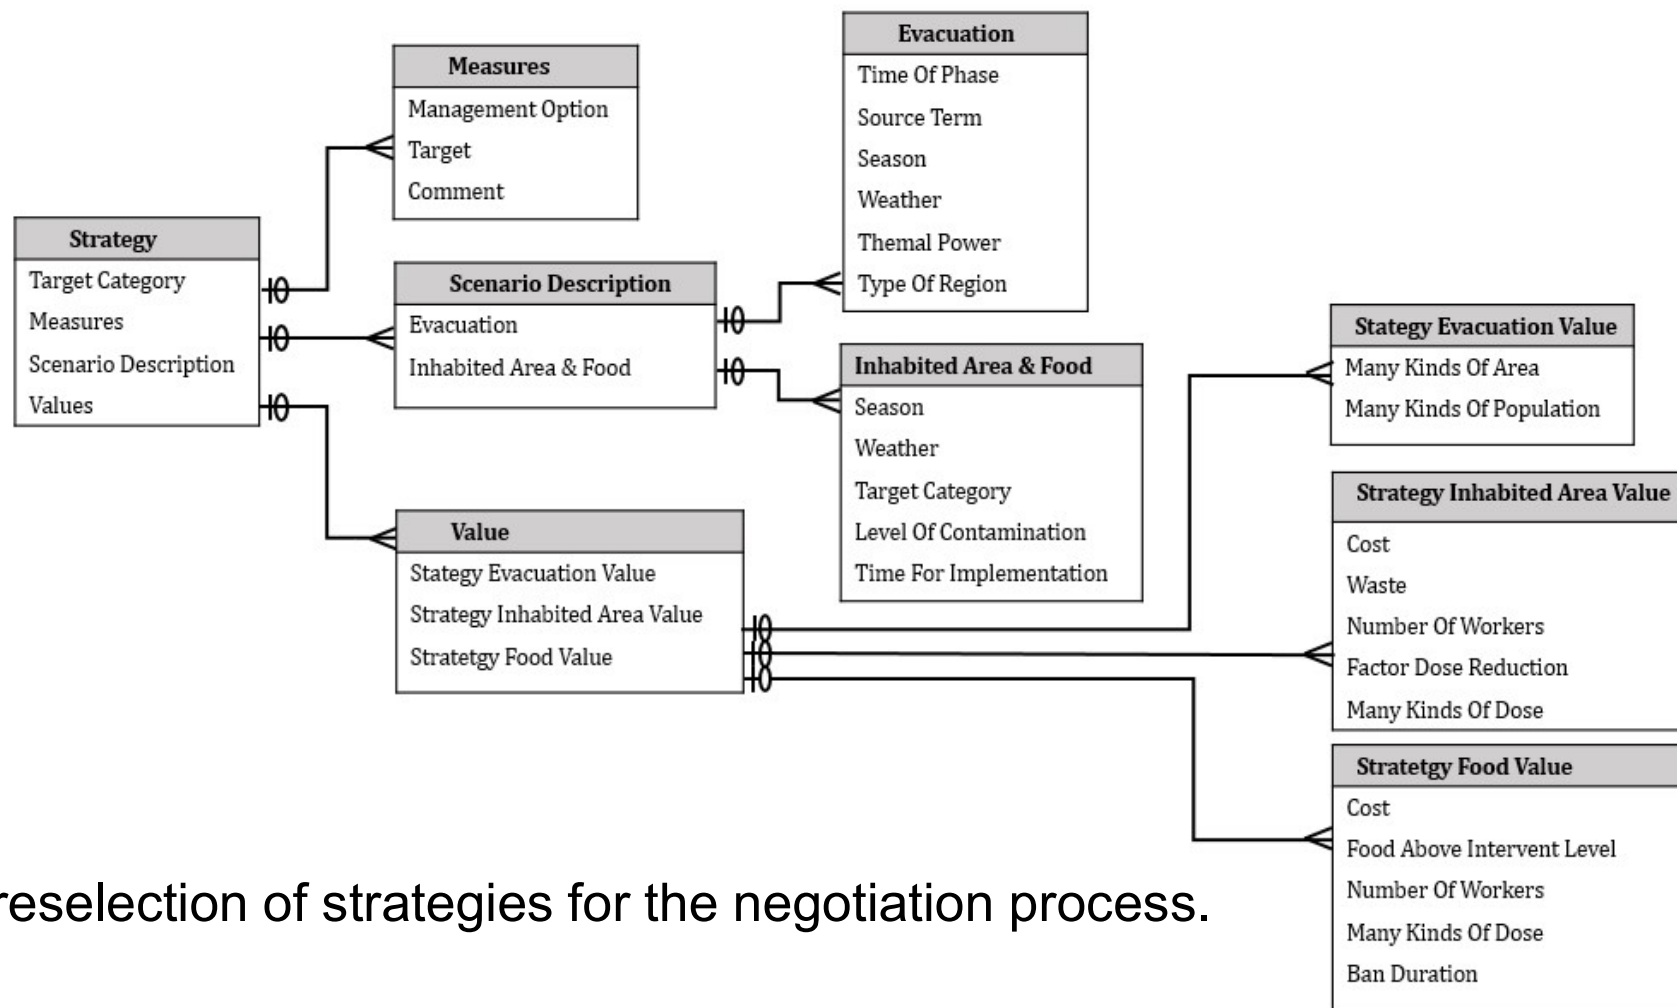 Strategy
Target Category
Measures
Scenario Description
Values
Measures
Management Option
Target
Comment
Scenario Description
Evacuation
Inhabited Area & Food
Value
Stategy Evacuation Value
Strategy Inhabited Area Value
Stratetgy Food Value
Evacuation
Time Of Phase
Source Term
Season
Weather
Themal Power
Type Of Region
Inhabited Area & Food
Season
Weather
Target Category
Level Of Contamination
Time For Implementation
Stategy Evacuation Value
Many Kinds Of Area
Many Kinds Of Population
Strategy Inhabited Area Value
Cost
Waste
Number Of Workers
Factor Dose Reduction
Many Kinds Of Dose
Stratetgy Food Value
Cost
Food Above Intervent Level
Number Of Workers
Many Kinds Of Dose
Ban Duration
reselection of strategies for the negotiation process.